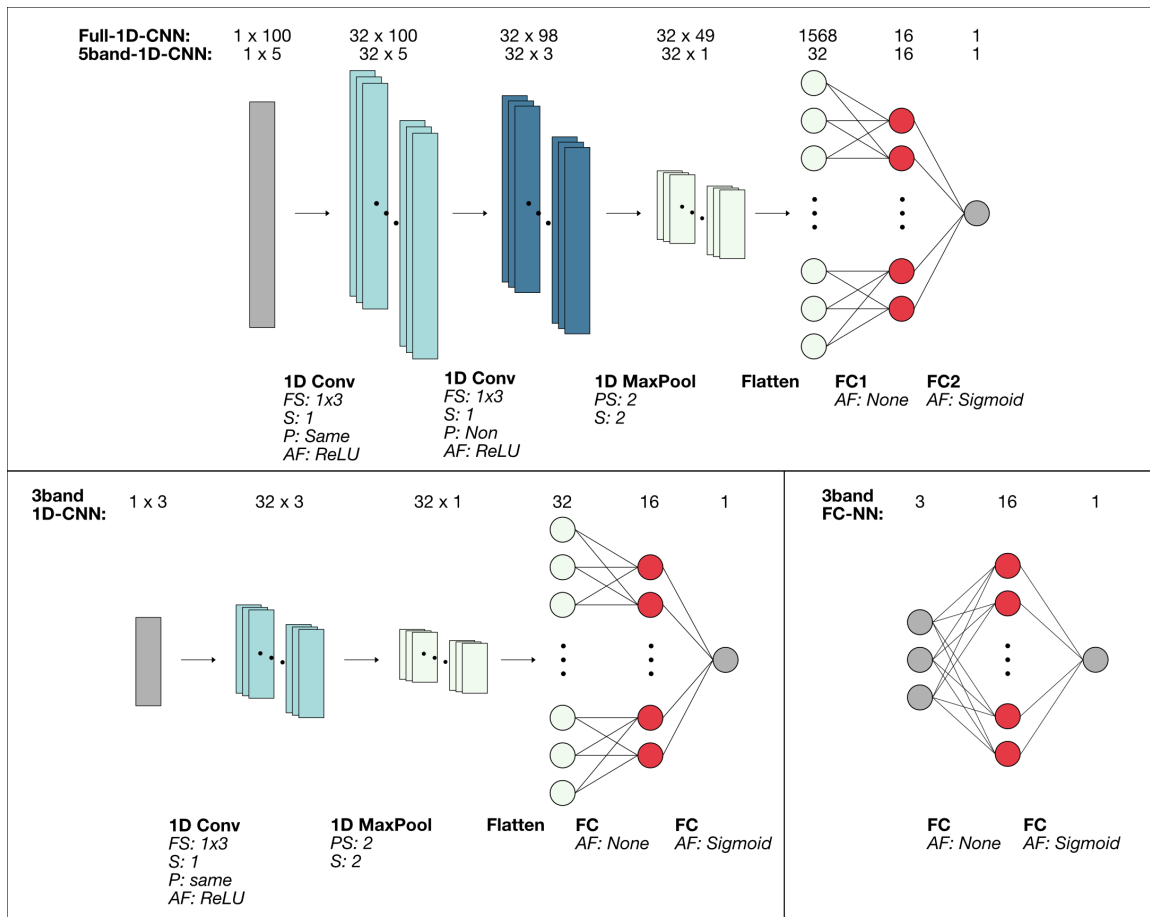 Full-1D-CNN: 1 x 100 32 x 100 32 x 98 32 x 49 1568 16 1
5band-1D-CNN: 1 x 5 32 x 5 32 x 3 32 x 1 32 16 1
1D Conv
FS: 1x3
S: 1
P: Same
AF: ReLU
1D Conv
FS: 1x3
S: 1
P: Non
AF: ReLU
1D MaxPool
PS: 2
S: 2
Flatten
FC1
AF: None
FC2
AF: Sigmoid
3band
1D-CNN:
1 x 3 32 x 3 32 x 1 32 16 1
1D Conv
FS: 1x3
S: 1
P: same
AF: ReLU
1D MaxPool
PS: 2
S: 2
Flatten
FC
AF: None
FC
AF: Sigmoid
3band
FC-NN:
3 16 1
FC
AF: None
FC
AF: Sigmoid